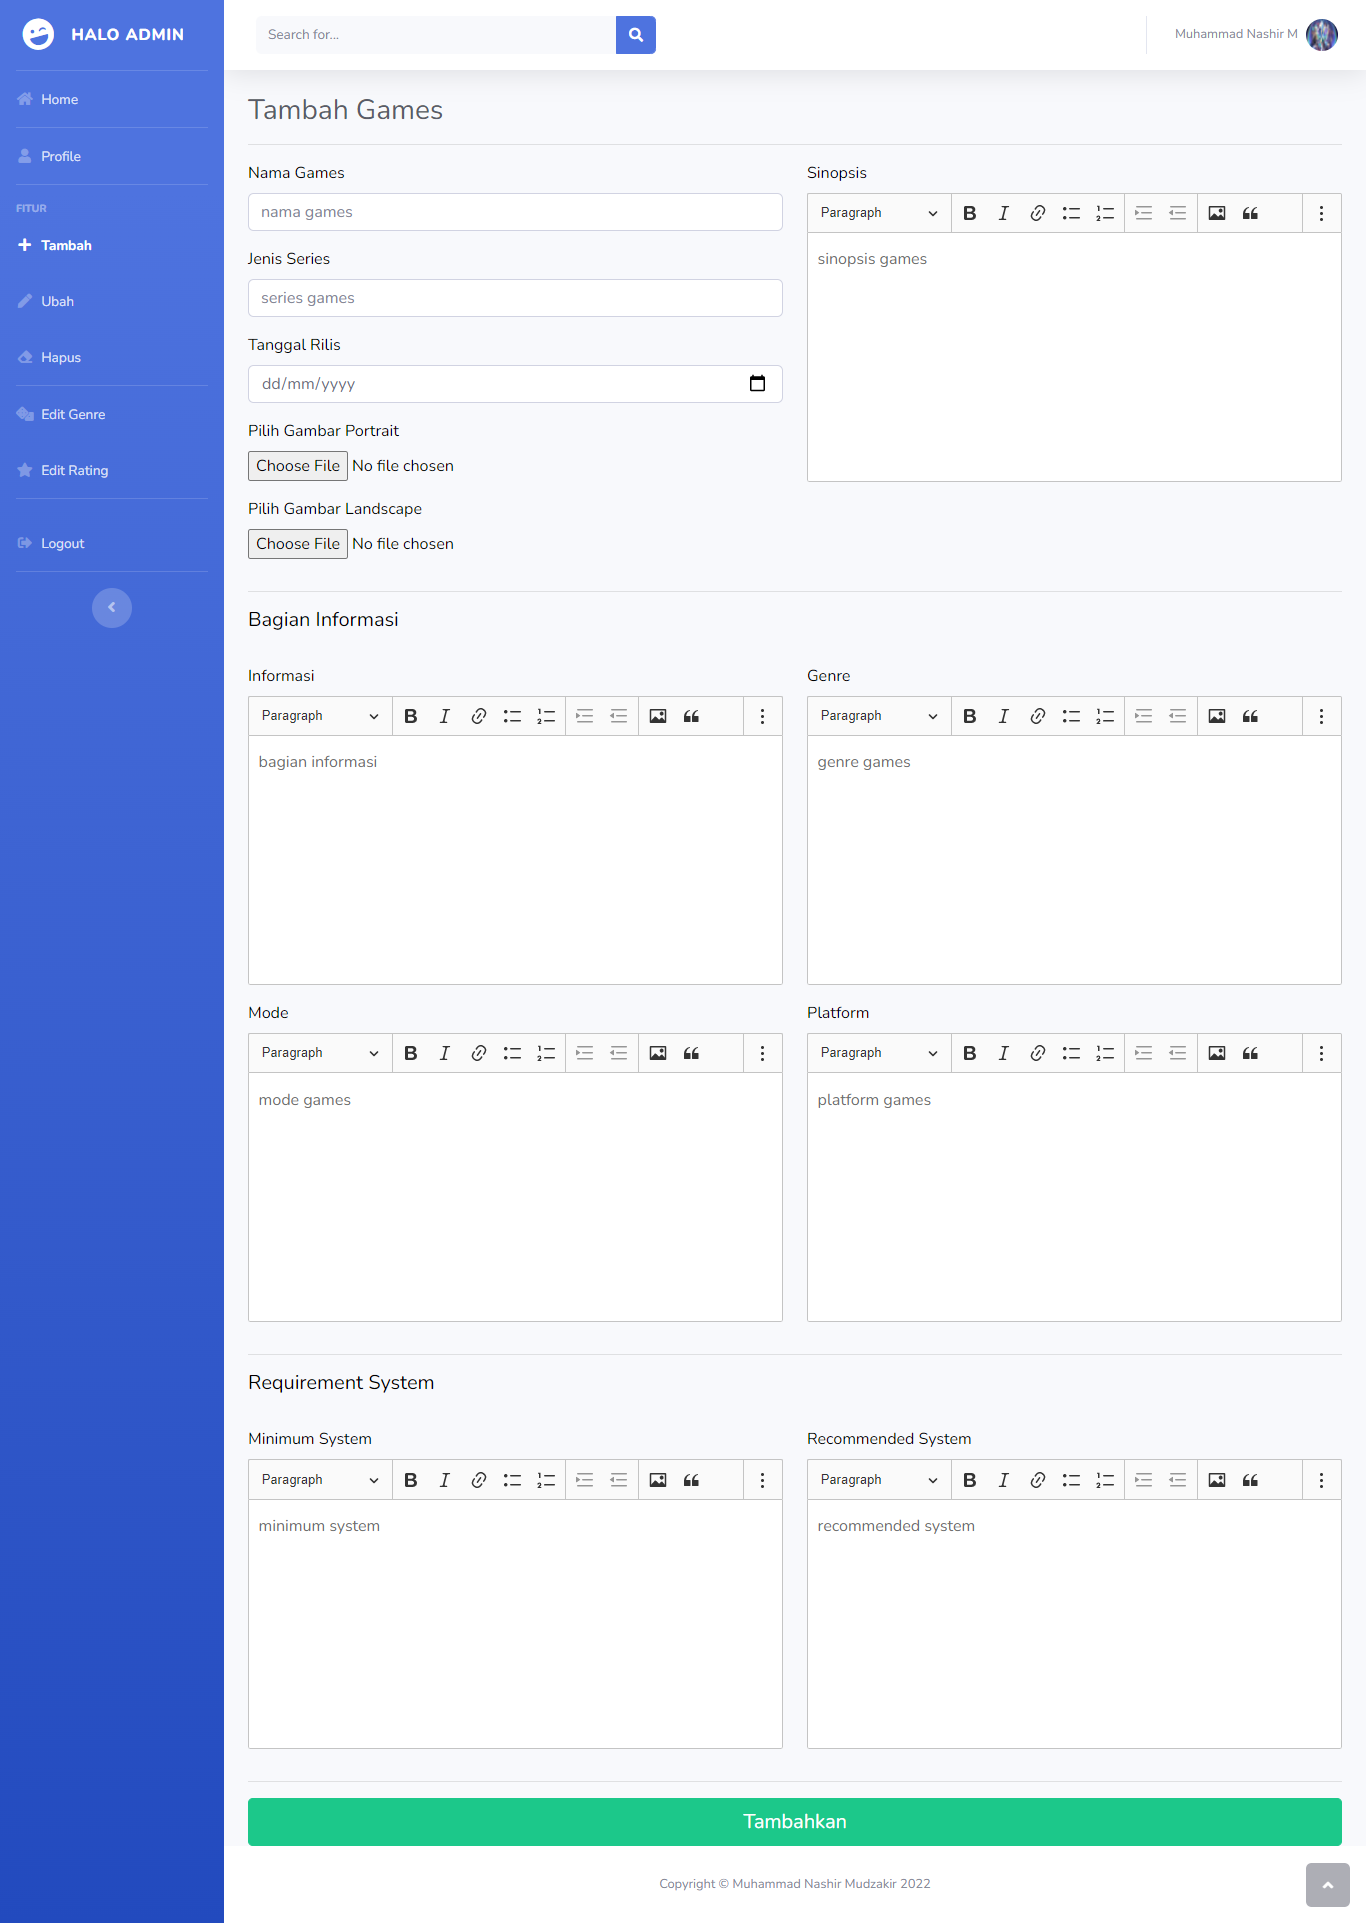 HALO ADMIN
Home
Profile
FITUR
Tambah
Ubah
Hapus
Edit Genre
Edit Rating
Logout
Search for...
Muhammad Nashir M
Tambah Games
Nama Games
nama games
Jenis Series
series games
Tanggal Rilis
dd/mm/yyyy
Pilih Gambar Portrait
Choose File No file chosen
Pilih Gambar Landscape
Choose File No file chosen
Sinopsis
Paragraph
sinopsis games
Bagian Informasi
Informasi
Paragraph
bagian informasi
Genre
Paragraph
genre games
Mode
Paragraph
mode games
Platform
Paragraph
platform games
Requirement System
Minimum System
Paragraph
minimum system
Recommended System
Paragraph
recommended system
Tambahkan
Copyright © Muhammad Nashir Mudzakir 2022